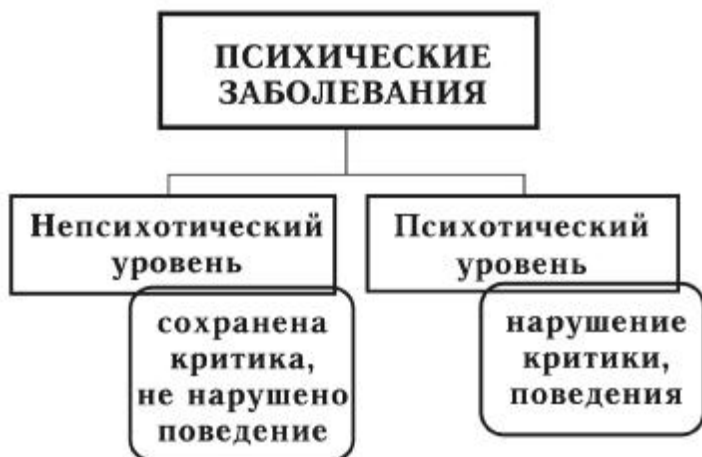 ПСИХИЧЕСКИЕ
ЗАБОЛЕВАНИЯ
Непсихотический
уровень
сохранена
критика,
не нарушено
поведение
Психотический
уровень
нарушение
критики,
поведения